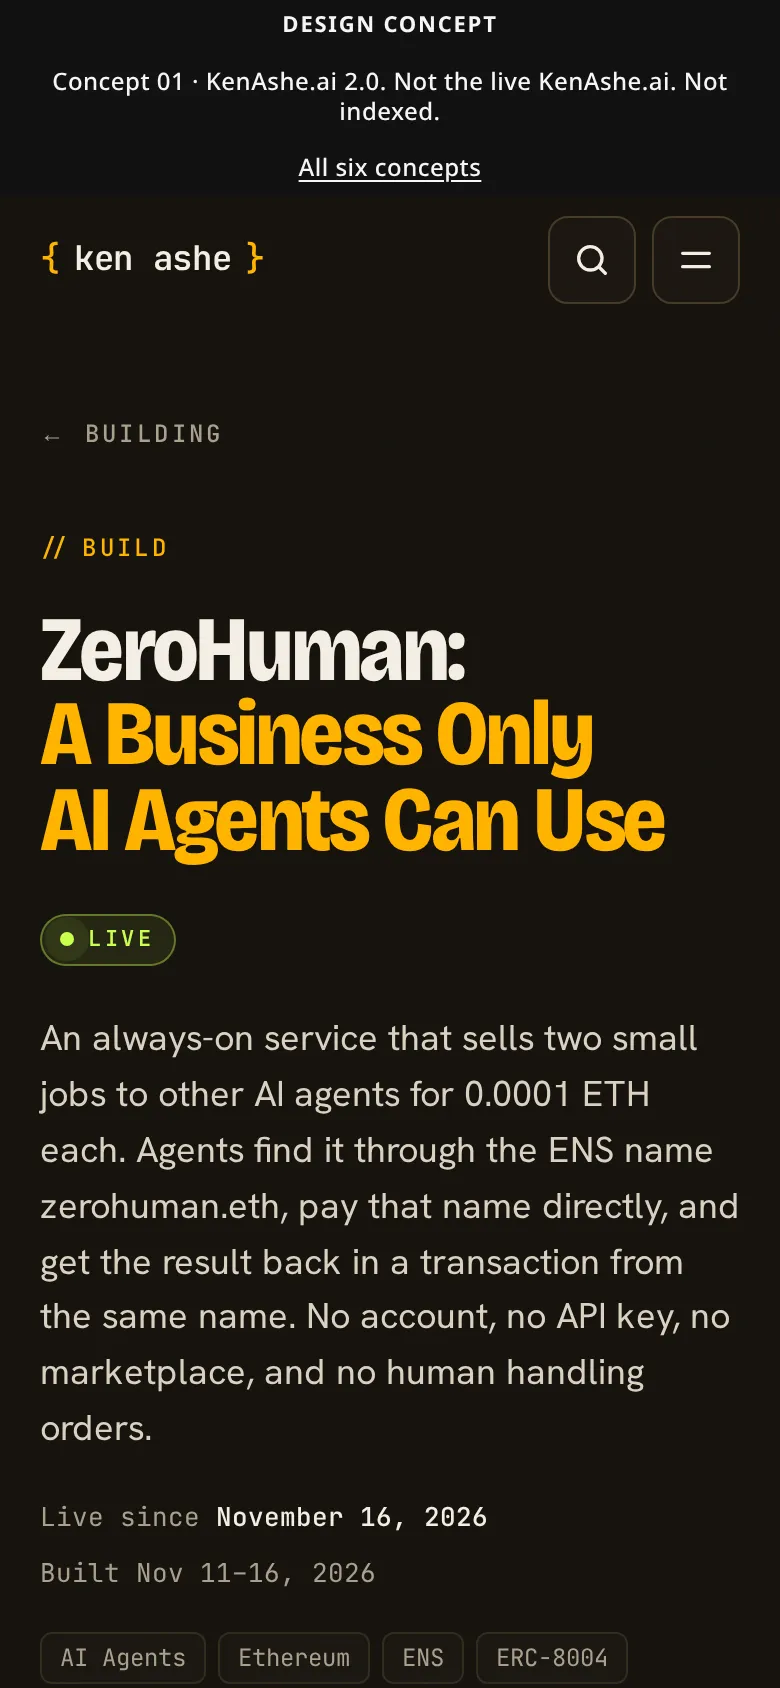 DESIGN CONCEPT
Concept 01 · KenAshe.ai 2.0. Not the live KenAshe.ai. Not
indexed.
All six concepts
{ ken ashe }
← BUILDING
// BUILD
ZeroHuman:
A Business Only
AI Agents Can Use
LIVE
An always-on service that sells two small
jobs to other AI agents for 0.0001 ETH
each. Agents find it through the ENS name
zerohuman.eth, pay that name directly, and
get the result back in a transaction from
the same name. No account, no API key, no
marketplace, and no human handling
orders.
Live since November 16, 2026
Built Nov 11–16, 2026
AI Agents Ethereum ENS ERC-8004